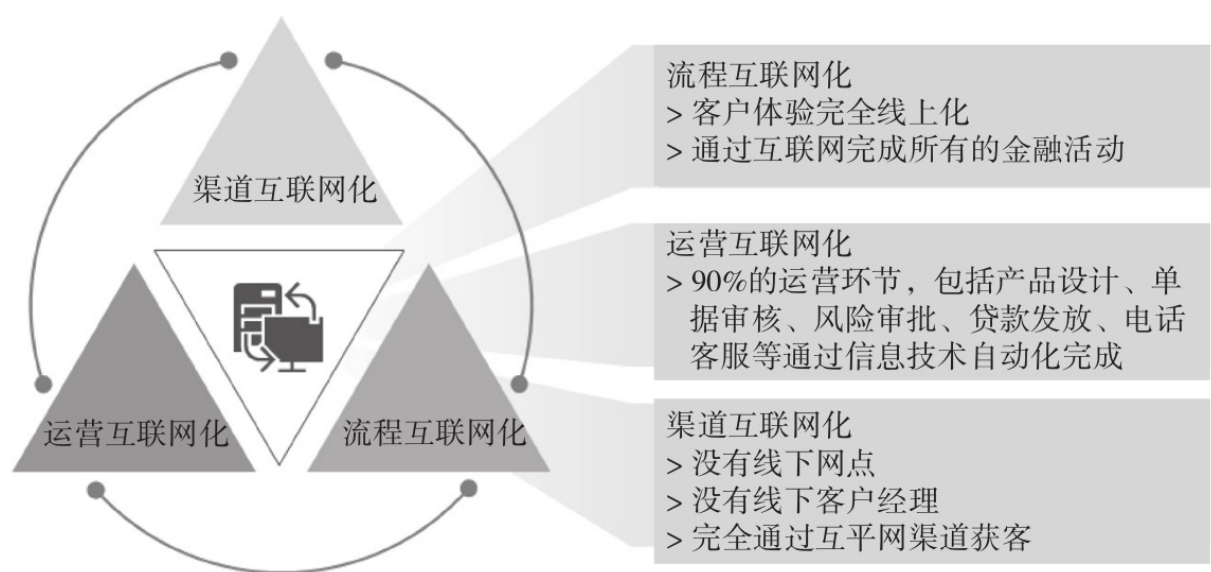 渠道互联网化
运营互联网化
流程互联网化
流程互联网化
> 客户体验完全线上化
> 通过互联网完成所有的金融活动
运营互联网化
> 90%的运营环节，包括产品设计、单
据审核、风险审批、贷款发放、电话
客服等通过信息技术自动化完成
渠道互联网化
> 没有线下网点
> 没有线下客户经理
> 完全通过互平网渠道获客